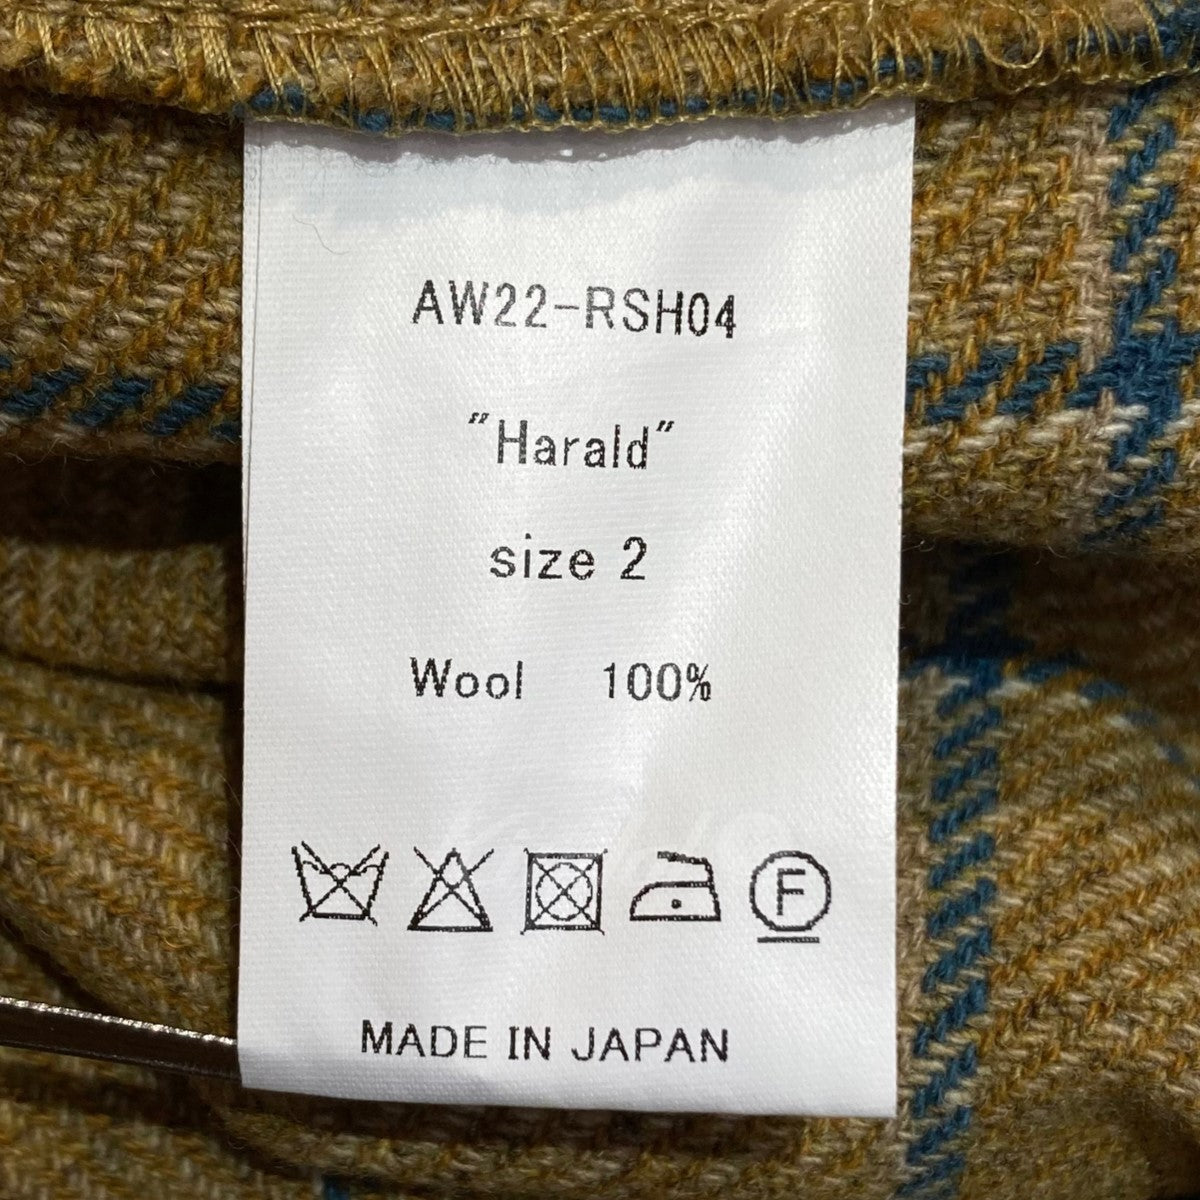 AW22-RSH04
"Harald"
size 2
Wool 100%
F
MADE IN JAPAN